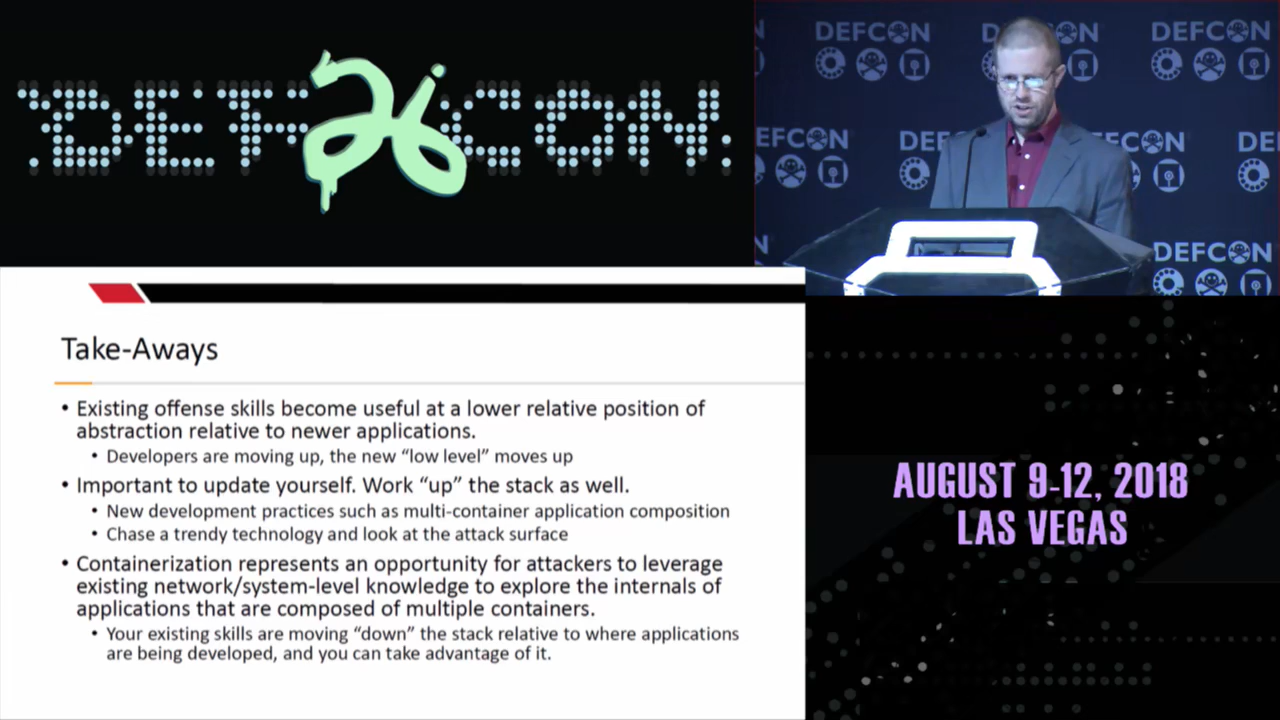 DEF 26 CON
DEFCON
DEFCON
DEFCON
DEFCON
DEFCON
DEFCON
Take-Aways
• Existing offense skills become useful at a lower relative position of
abstraction relative to newer applications.
• Developers are moving up, the new “low level” moves up
• Important to update yourself. Work “up” the stack as well.
• New development practices such as multi-container application composition
• Chase a trendy technology and look at the attack surface
• Containerization represents an opportunity for attackers to leverage
existing network/system-level knowledge to explore the internals of
applications that are composed of multiple containers.
• Your existing skills are moving “down” the stack relative to where applications
are being developed, and you can take advantage of it.
AUGUST 9-12, 2018
LAS VEGAS